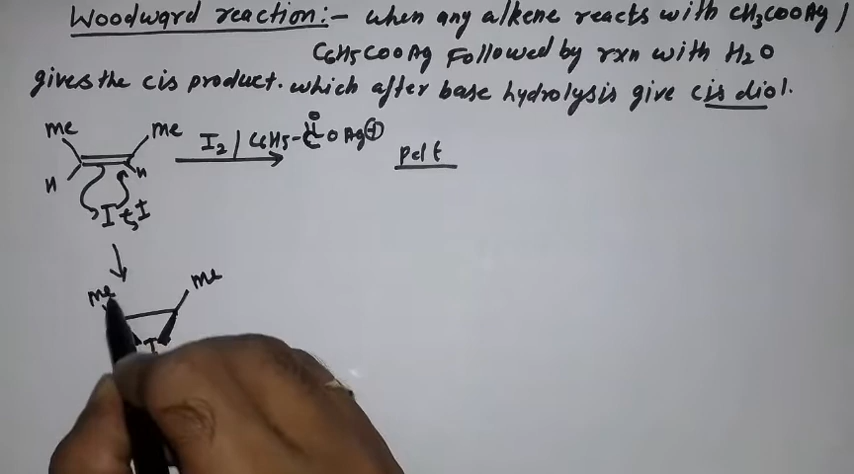 Woodward reaction:- when any alkene reacts with CH3COOAg /
C6H5COOAg followed by rxn with H2O
gives the cis product. which after base hydrolysis give cis diol.
me me I2 / C6H5-C OAg⊕
O
pdt
H H
I I
me me
I